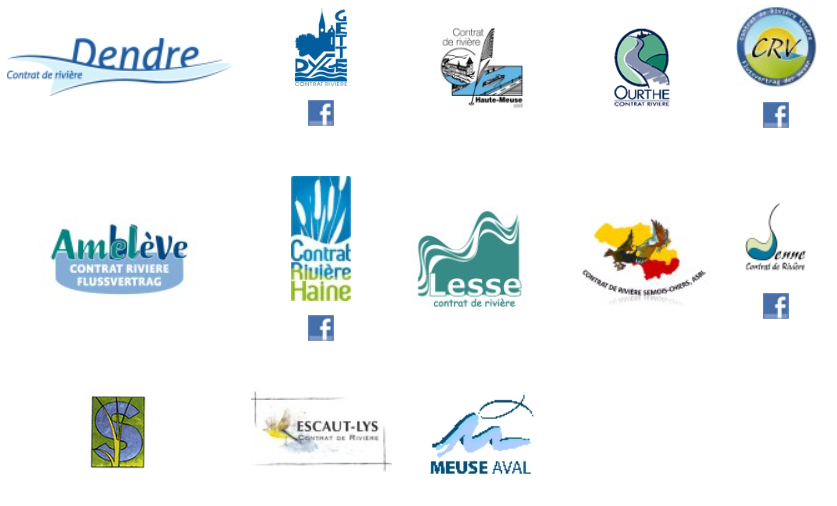 Dendre
Contrat de rivière
DYLE
GETTE
CONTRAT RIVIÈRE
f
Contrat
de rivière
Haute-Meuse
OURTHE
CONTRAT RIVIERE
Contrat de Rivière Vesdre
CRV
Flussvertrag der Weser
f
Amblève
CONTRAT RIVIERE
FLUSSVERTRAG
Contrat
Rivière
Haine
f
Lesse
contrat de rivière
CONTRAT DE RIVIÈRE SEMOIS-CHIERS, ASBL
Senne
Contrat de Rivière
f
S
ESCAUT-LYS
CONTRAT DE RIVIÈRE
MEUSE AVAL